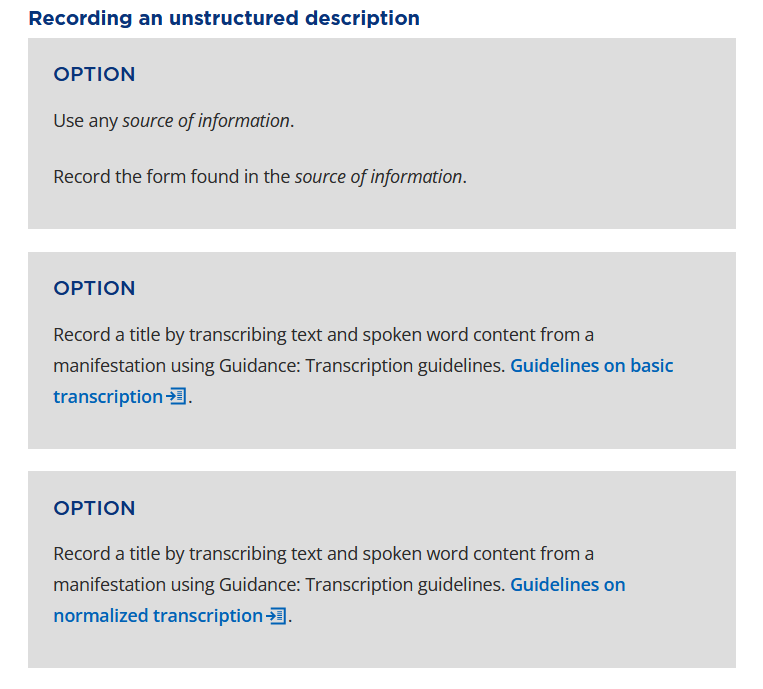 Recording an unstructured description
OPTION
Use any source of information.
Record the form found in the source of information.
OPTION
Record a title by transcribing text and spoken word content from a
manifestation using Guidance: Transcription guidelines. Guidelines on basic
transcription.
OPTION
Record a title by transcribing text and spoken word content from a
manifestation using Guidance: Transcription guidelines. Guidelines on
normalized transcription.